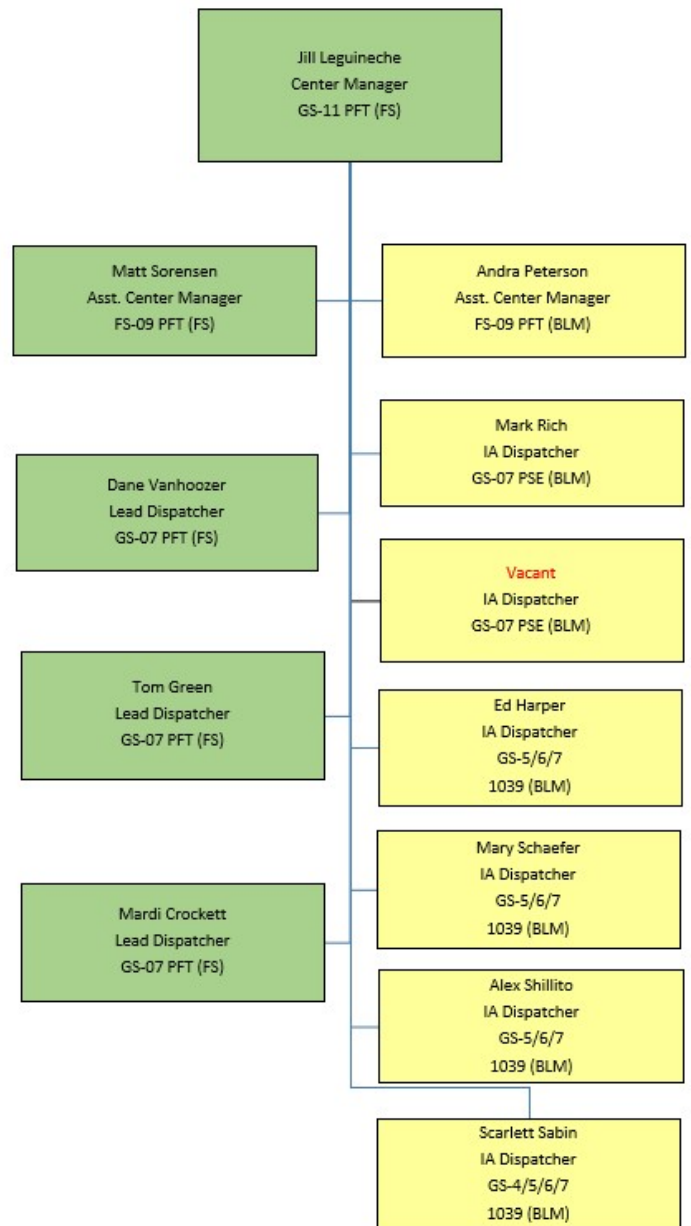 Jill Leguineche
Center Manager
GS-11 PFT (FS)
Matt Sorensen
Asst. Center Manager
FS-09 PFT (FS)
Andra Peterson
Asst. Center Manager
FS-09 PFT (BLM)
Mark Rich
IA Dispatcher
GS-07 PSE (BLM)
Dane Vanhoozer
Lead Dispatcher
GS-07 PFT (FS)
Vacant
IA Dispatcher
GS-07 PSE (BLM)
Tom Green
Lead Dispatcher
GS-07 PFT (FS)
Ed Harper
IA Dispatcher
GS-5/6/7
1039 (BLM)
Mary Schaefer
IA Dispatcher
GS-5/6/7
1039 (BLM)
Mardi Crockett
Lead Dispatcher
GS-07 PFT (FS)
Alex Shillito
IA Dispatcher
GS-5/6/7
1039 (BLM)
Scarlett Sabin
IA Dispatcher
GS-4/5/6/7
1039 (BLM)